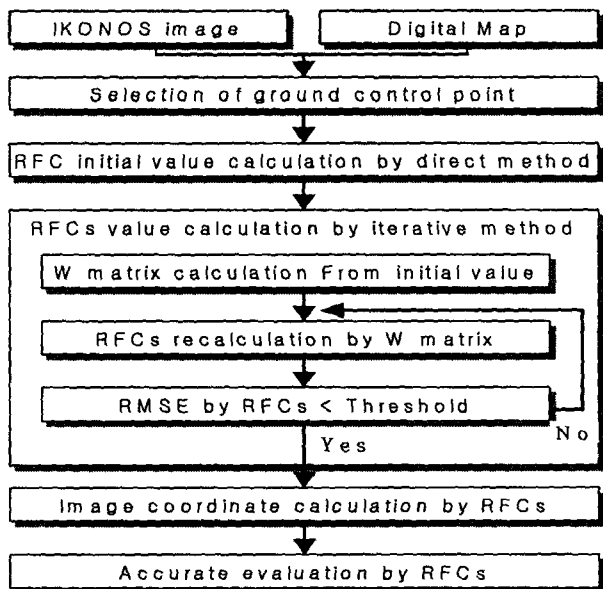 IKONOS image
Digital Map
Selection of ground control point
RFC initial value calculation by direct method
RFCs value calculation by iterative method
W matrix calculation From initial value
RFCs recalculation by W matrix
RMSE by RFCs < Threshold
No
Yes
Image coordinate calculation by RFCs
Accurate evaluation by RFCs